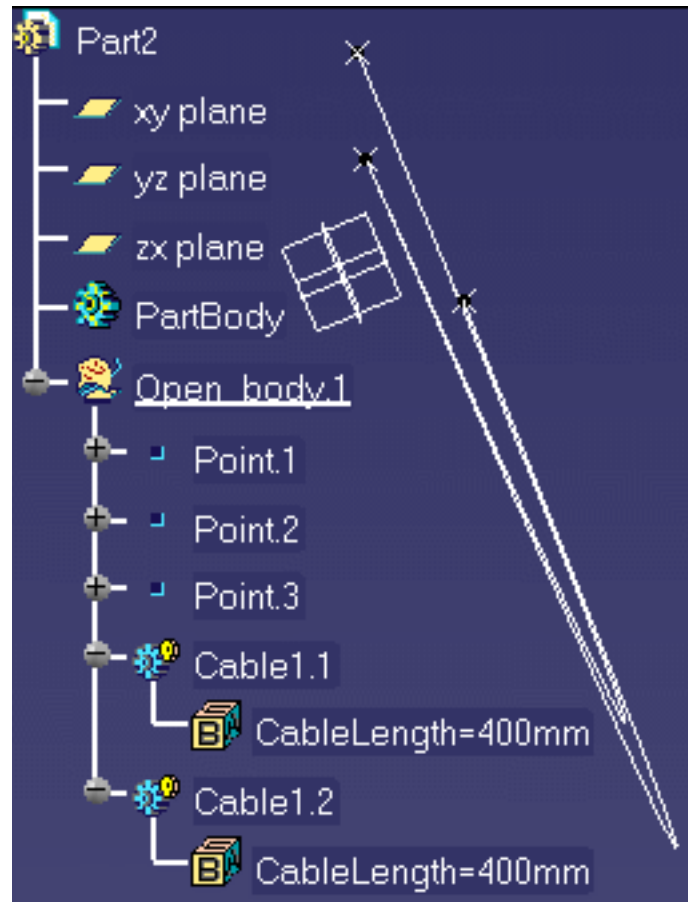 Part2
xy plane
yz plane
zx plane
PartBody
Open_body.1
Point.1
Point.2
Point.3
Cable1.1
B CableLength=400mm
Cable1.2
B CableLength=400mm